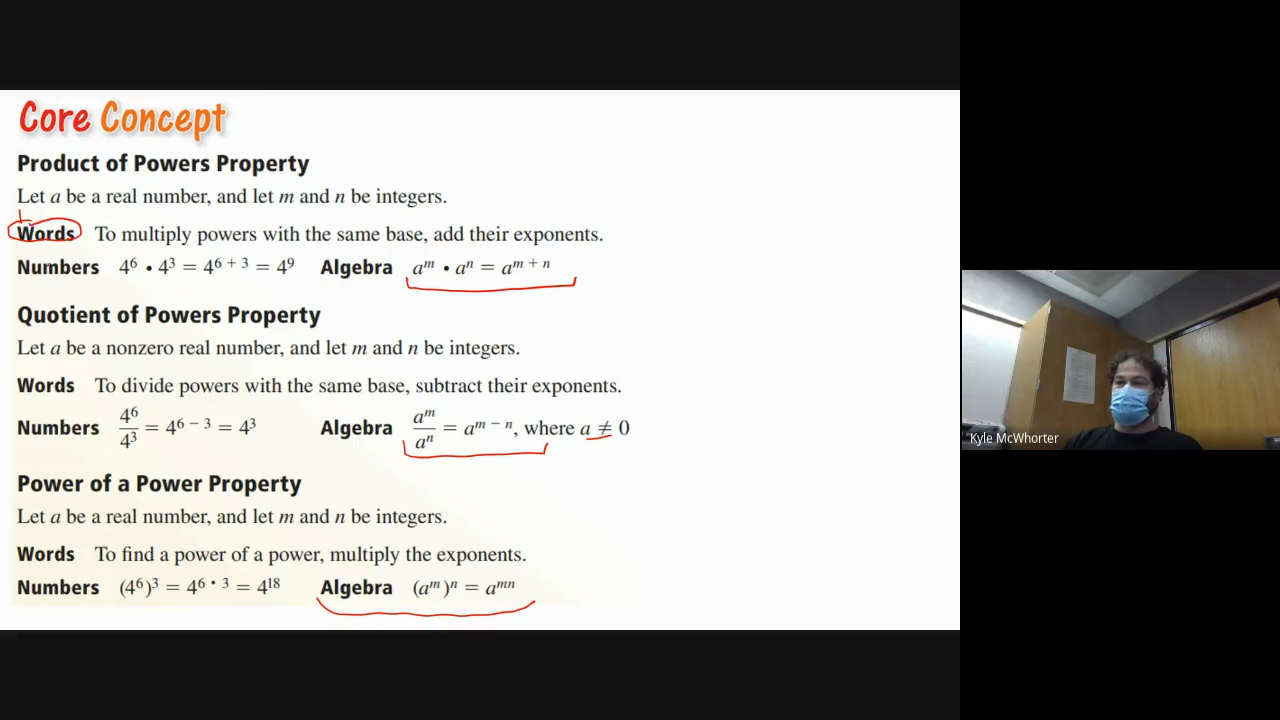 Core Concept
Product of Powers Property
Let a be a real number, and let m and n be integers.
Words To multiply powers with the same base, add their exponents.
Numbers 4⁶ • 4³ = 4⁶ ⁺ ³ = 4⁹ Algebra aᵐ • aⁿ = aᵐ ⁺ ⁿ
Quotient of Powers Property
Let a be a nonzero real number, and let m and n be integers.
Words To divide powers with the same base, subtract their exponents.
Numbers 4⁶/4³ = 4⁶ ⁻ ³ = 4³ Algebra aᵐ/aⁿ = aᵐ ⁻ ⁿ, where a ≠ 0
Power of a Power Property
Let a be a real number, and let m and n be integers.
Words To find a power of a power, multiply the exponents.
Numbers (4⁶)³ = 4⁶ • ³ = 4¹⁸ Algebra (aᵐ)ⁿ = aᵐⁿ
Kyle McWhorter